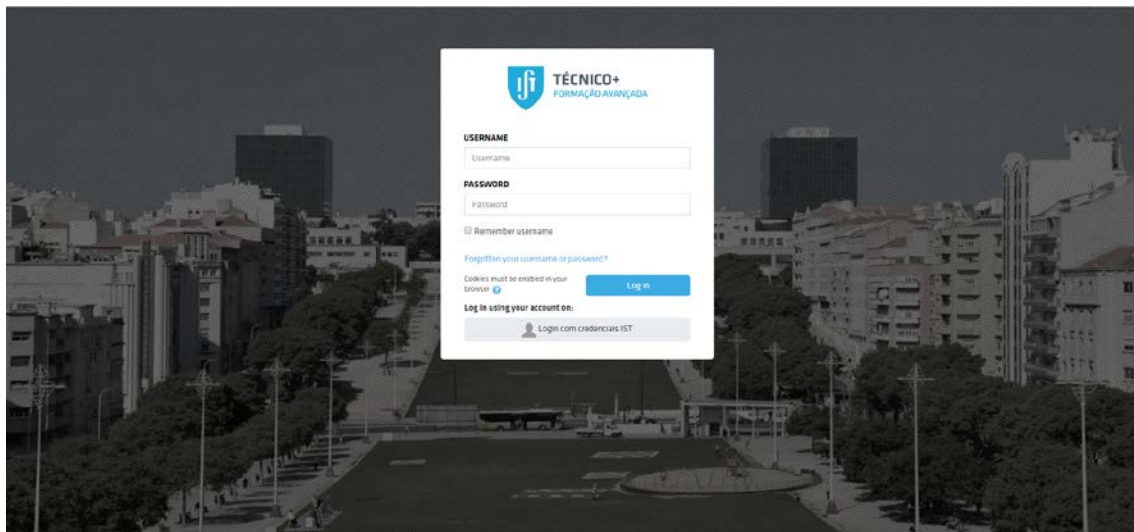 TÉCNICO+
FORMAÇÃO AVANÇADA
USERNAME
Username
PASSWORD
Password
Remember username
Forgotten your username or password?
Cookies must be enabled in your
browser
Log in
Log in using your account on:
Login com credenciais IST